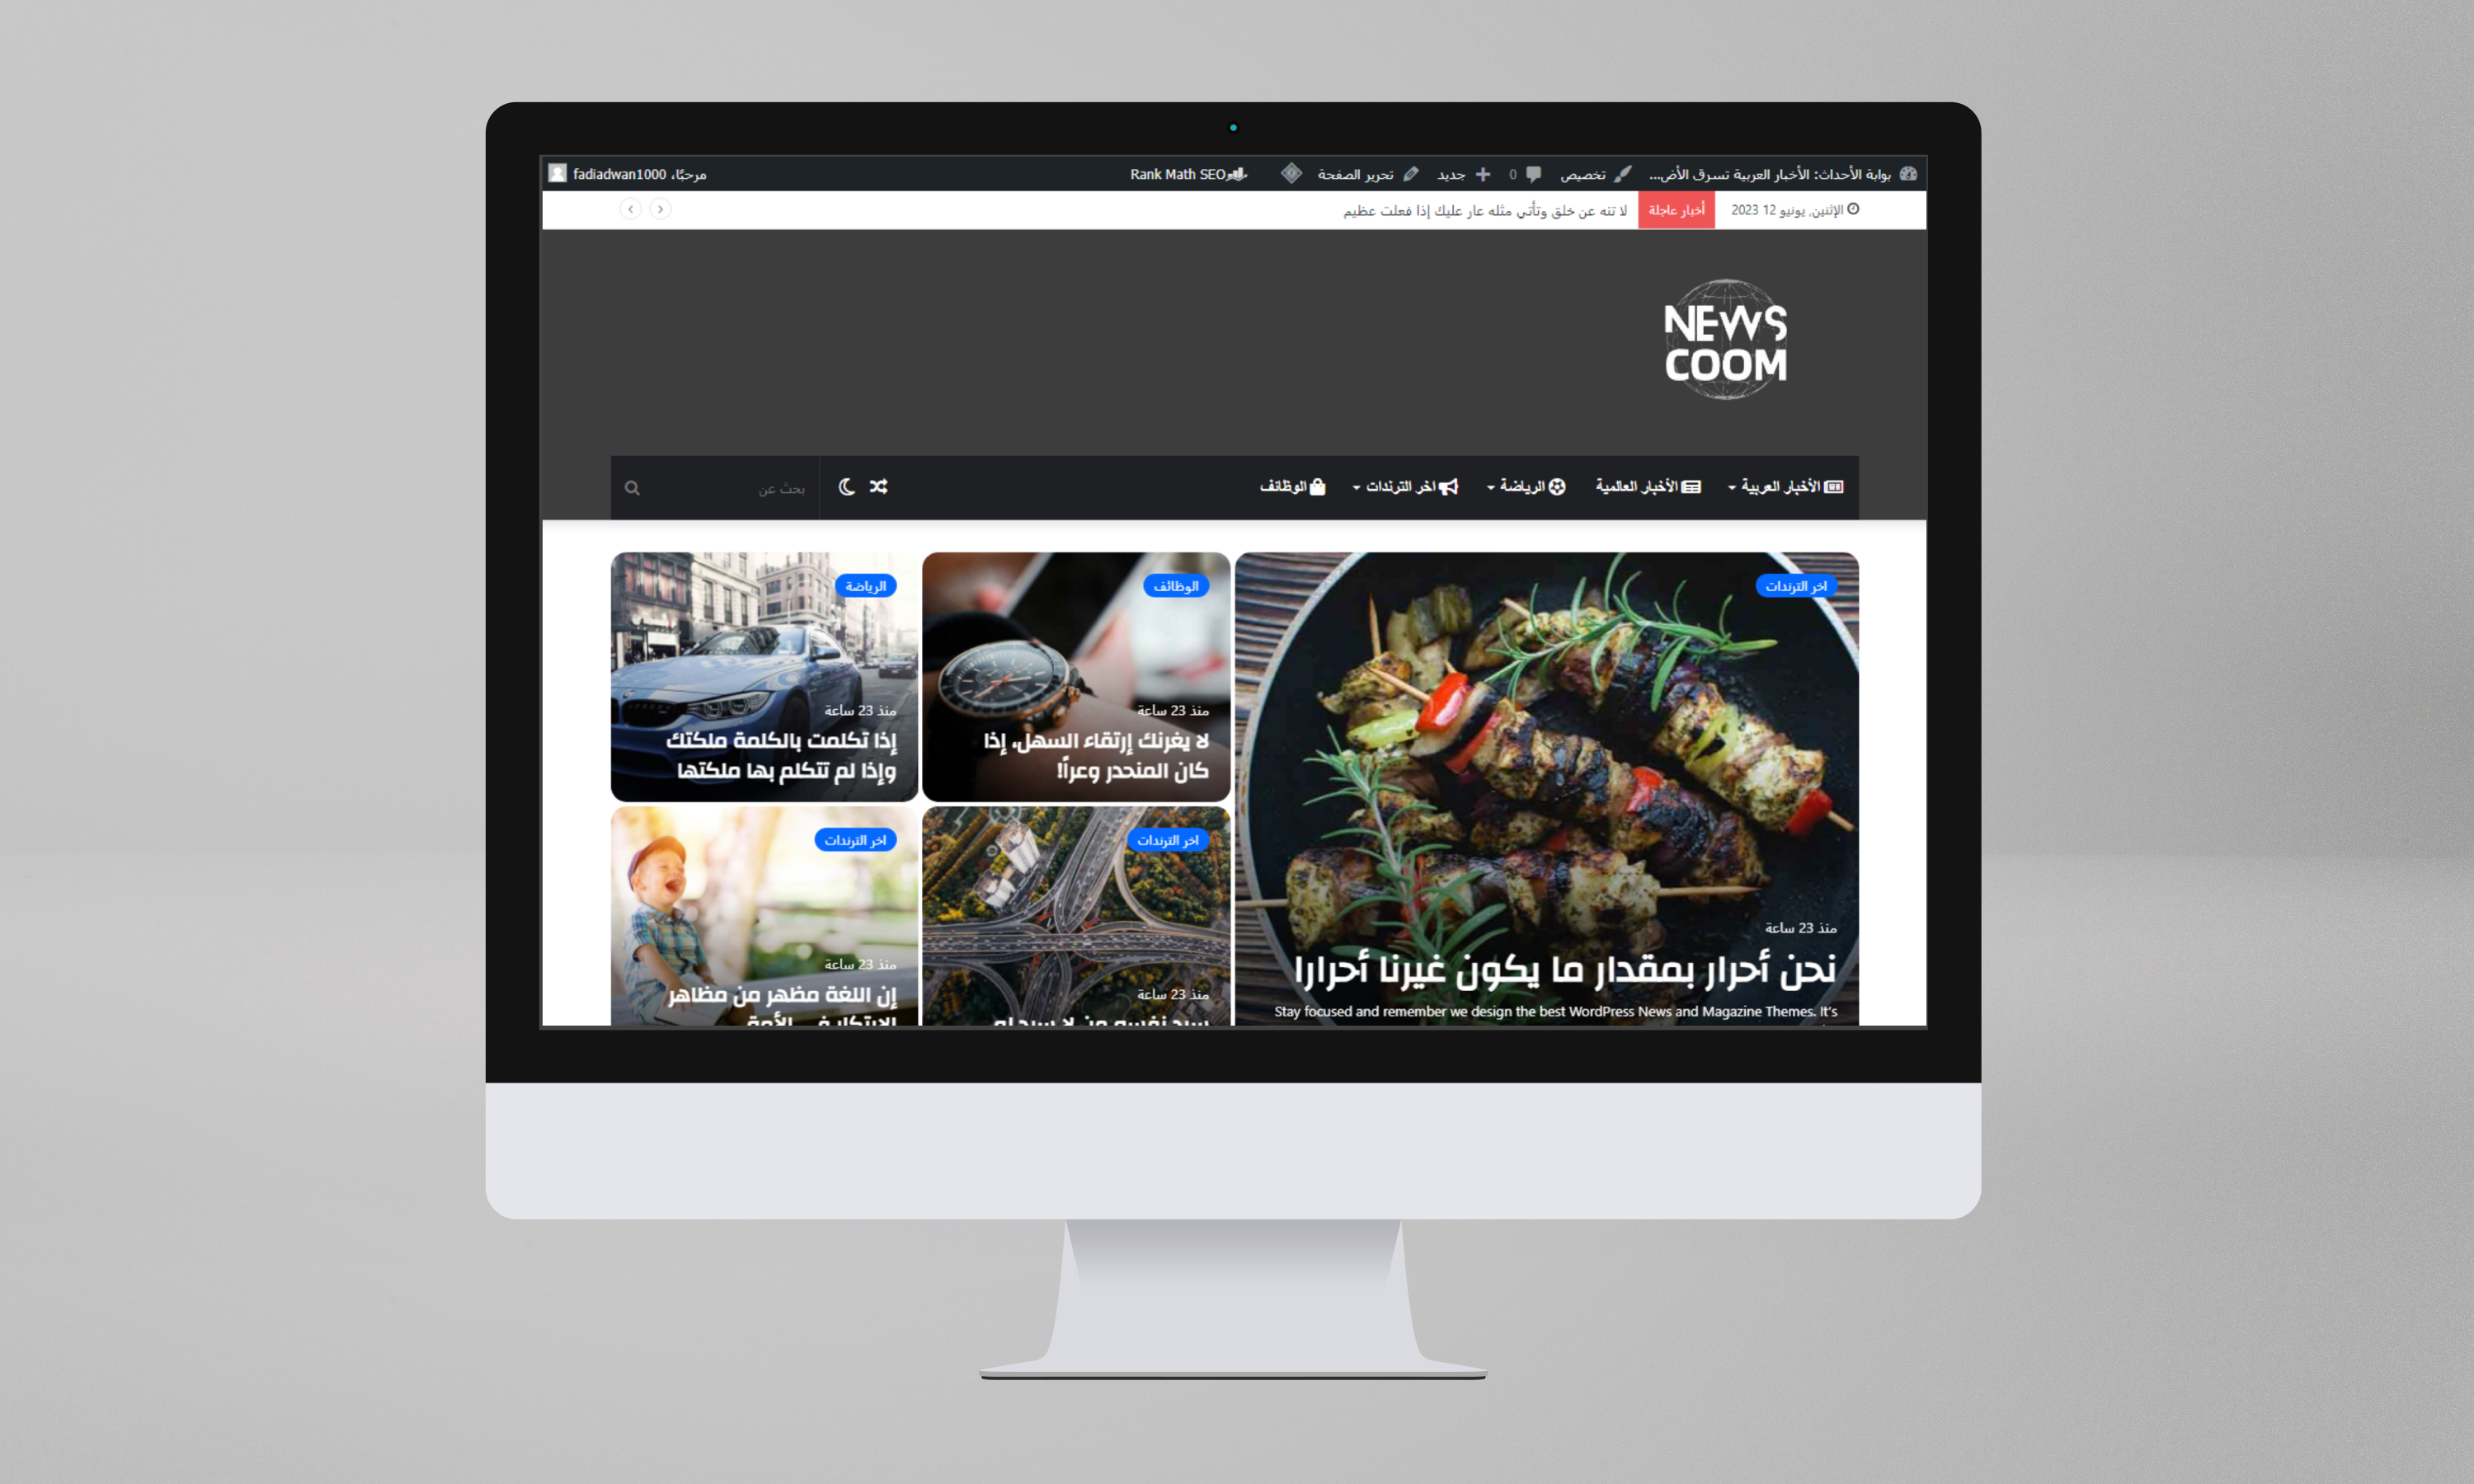 بوابة الأحداث: الأخبار العربية تسرق الأض...
تخصيص
0
جديد
تحرير الصفحة
Rank Math SEO
مرحبًا، fadiadwan1000
الإثنين, يونيو 12 2023
أخبار عاجلة
لا تنه عن خلق وتأتي مثله عار عليك إذا فعلت عظيم
NEWS
COOM
الأخبار العربية
الأخبار العالمية
الرياضة
اخر الترندات
الوظائف
بحث عن
اخر الترندات
منذ 23 ساعة
نحن أحرار بمقدار ما يكون غيرنا أحرارا
Stay focused and remember we design the best WordPress News and Magazine Themes. It's
الوظائف
منذ 23 ساعة
لا يغرنك إرتقاء السهل، إذا
كان المنحدر وعراً!
الرياضة
منذ 23 ساعة
إذا تكلمت بالكلمة ملكتك
وإذا لم تتكلم بها ملكتها
اخر الترندات
منذ 23 ساعة
اخر الترندات
منذ 23 ساعة
إن اللغة مظهر من مظاهر